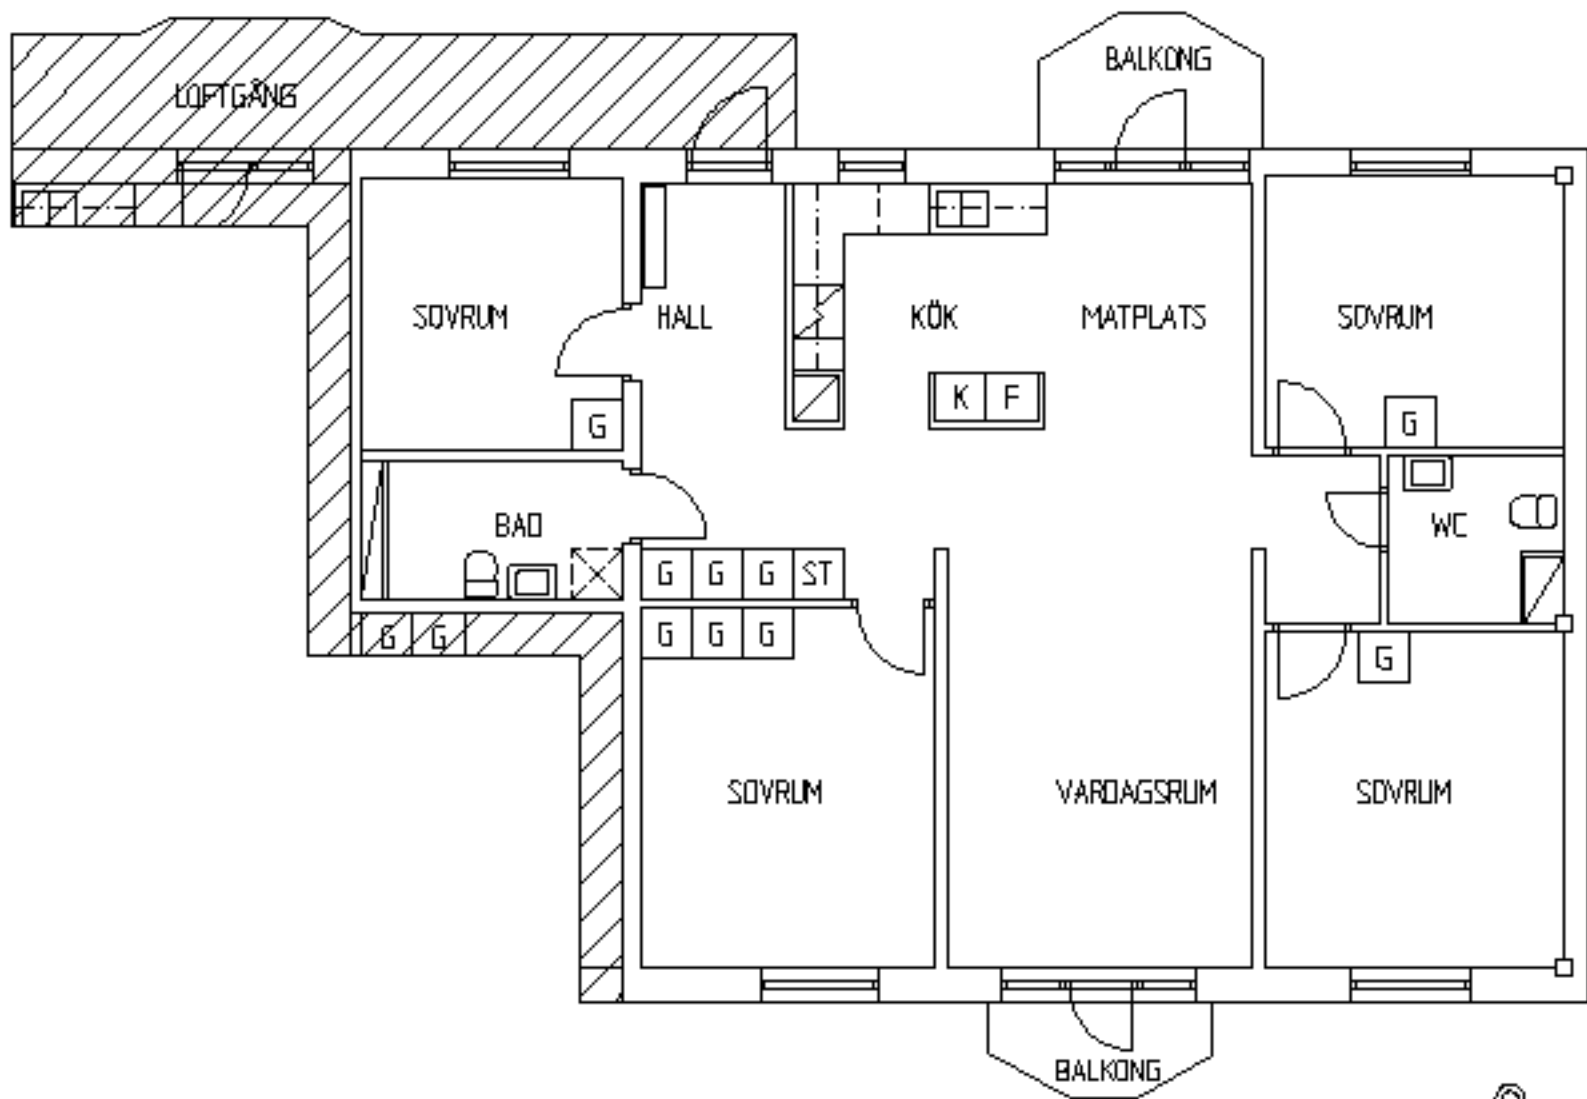 BALKONG
LOFTGÅNG
SOVRUM
HALL
KÖK
MATPLATS
SOVRUM
K F
G
G
BAD
WC
G G G ST
G G
G G G
G
SOVRUM
VARDAGSRUM
SOVRUM
BALKONG